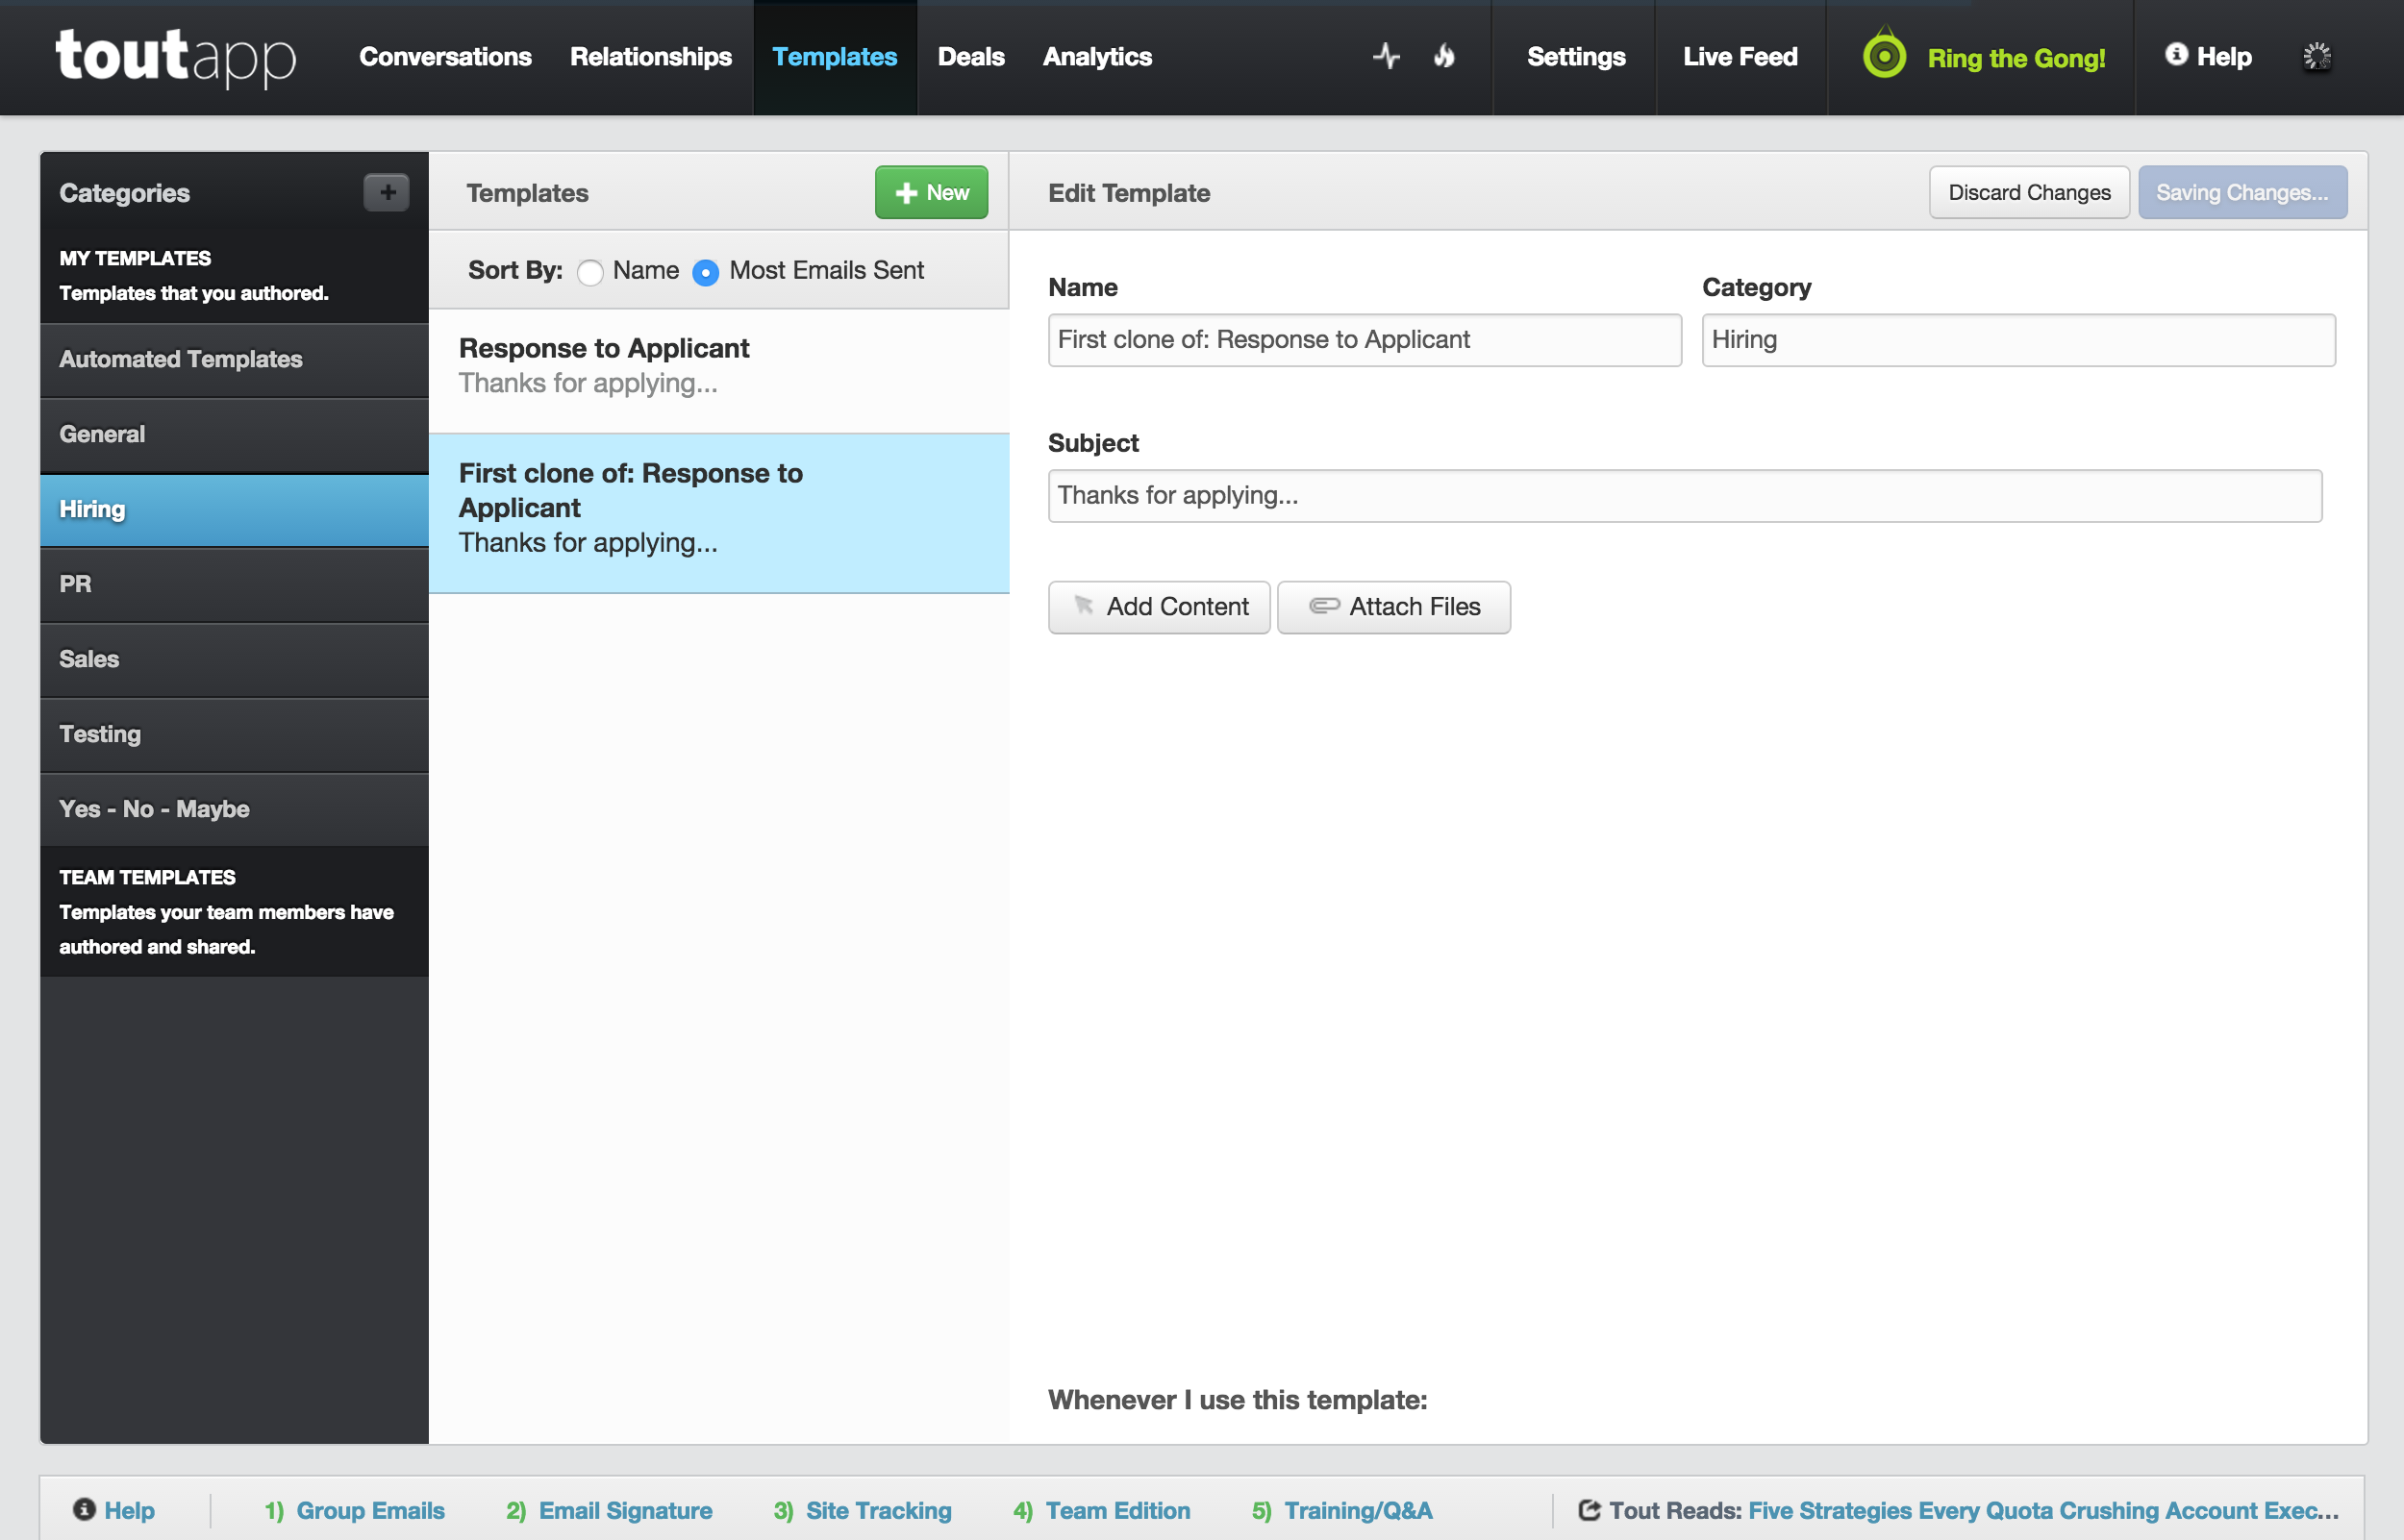 toutapp
Conversations Relationships Templates Deals Analytics Settings Live Feed Ring the Gong! Help
Categories
MY TEMPLATES
Templates that you authored.
Automated Templates
General
Hiring
PR
Sales
Testing
Yes - No - Maybe
TEAM TEMPLATES
Templates your team members have
authored and shared.
Templates New
Sort By: Name Most Emails Sent
Response to Applicant
Thanks for applying...
First clone of: Response to
Applicant
Thanks for applying...
Edit Template Discard Changes Saving Changes...
Name Category
First clone of: Response to Applicant Hiring
Subject
Thanks for applying...
Add Content Attach Files
Whenever I use this template:
Help 1) Group Emails 2) Email Signature 3) Site Tracking 4) Team Edition 5) Training/Q&A Tout Reads: Five Strategies Every Quota Crushing Account Exec...